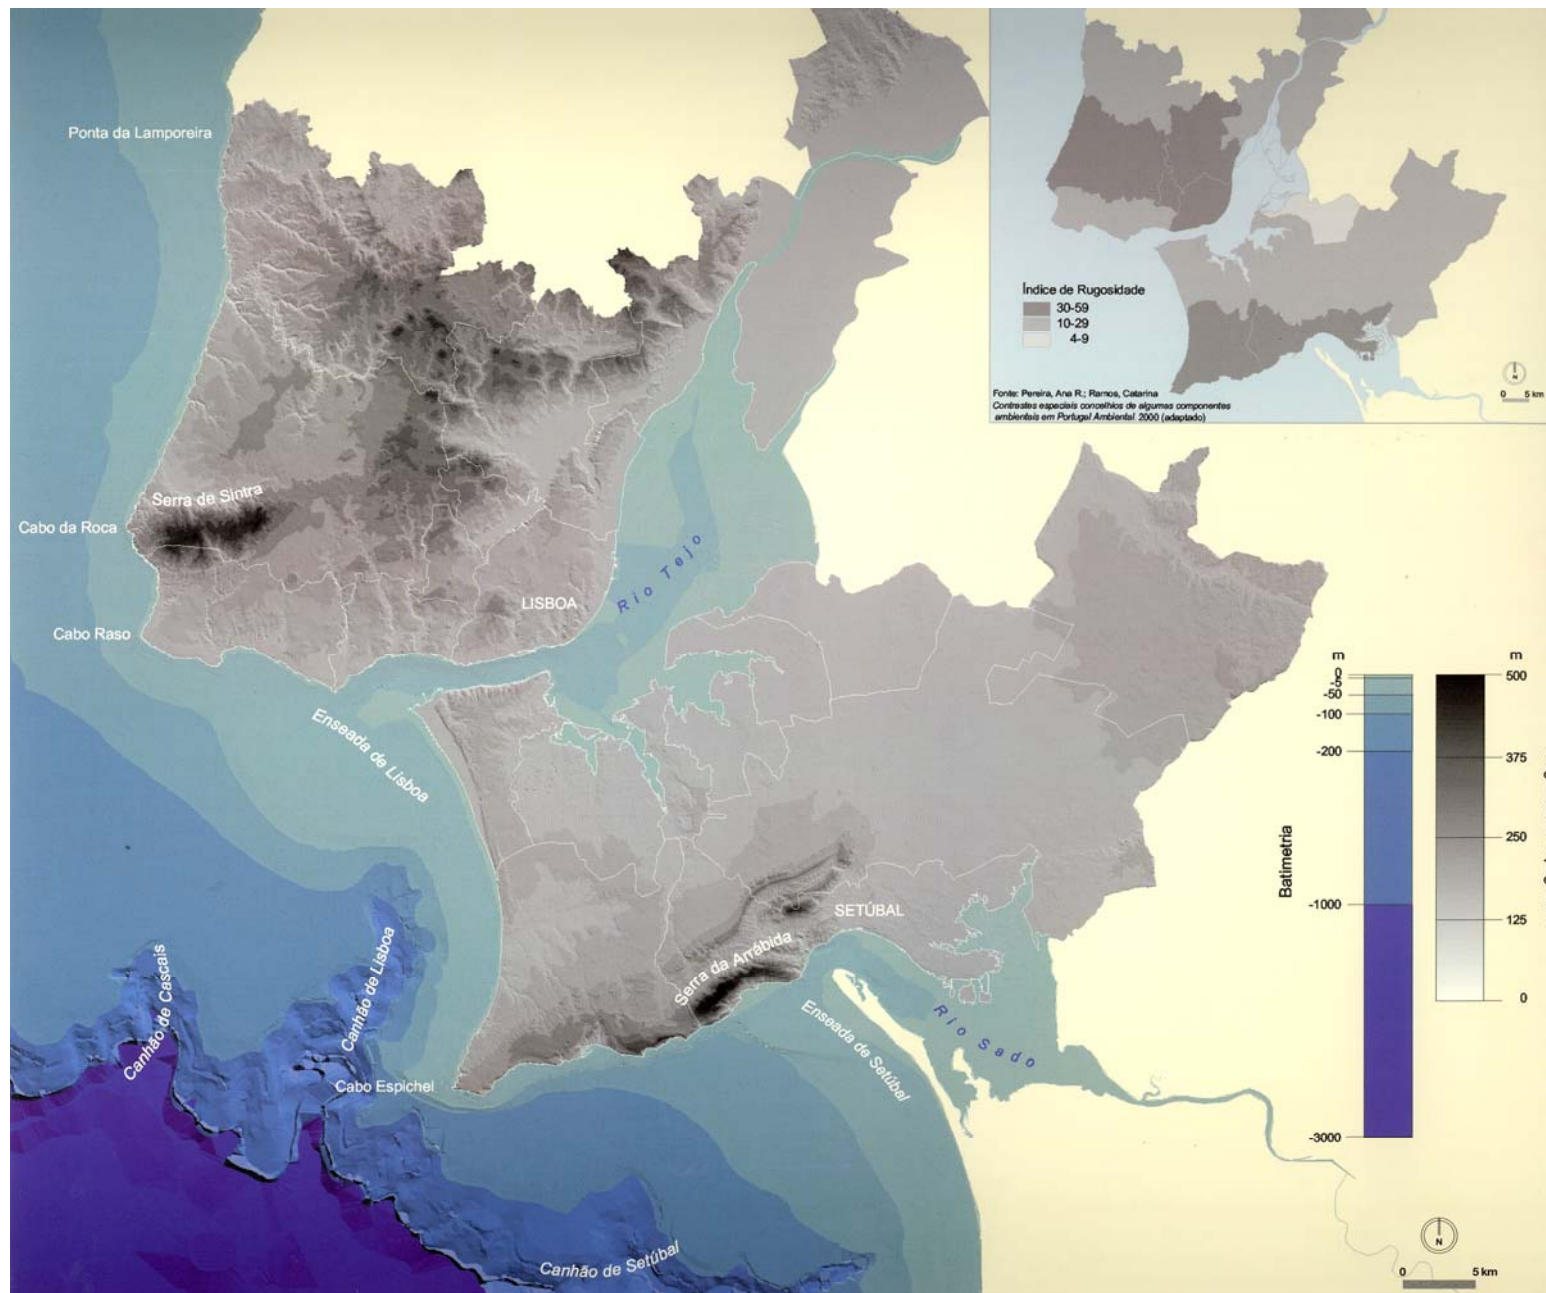 Ponta da Lamporeira
Serra de Sintra
Cabo da Roca
Cabo Raso
LISBOA
Rio Tejo
Enseada de Lisboa
Canhão de Cascais
Canhão de Lisboa
Cabo Espichel
Canhão de Setúbal
Serra da Arrábida
SETÚBAL
Enseada de Setúbal
Rio Sado
Índice de Rugosidade
30-59
10-29
4-9
Fonte: Pereira, Ana R.; Ramos, Catarina
Contrastes espaciais concelhios de algumas componentes
ambientais em Portugal Ambiental. 2000 (adaptado)
N
0 5 km
Batimetria
m
0
-5
-50
-100
-200
-1000
-3000
m
500
375
250
125
0
N
0 5 km